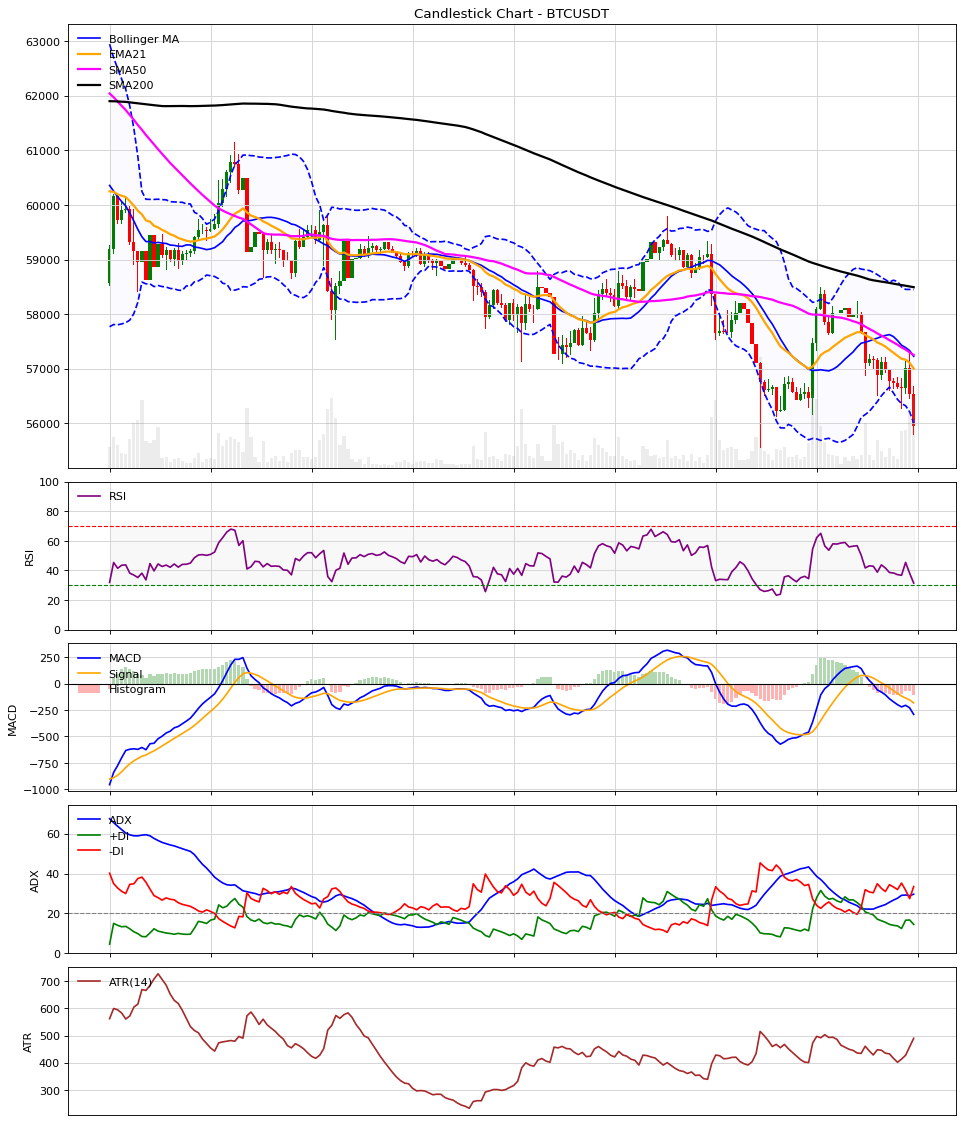 Candlestick Chart - BTCUSDT
63000
62000
61000
60000
59000
58000
57000
56000
Bollinger MA
EMA21
SMA50
SMA200
100
80
60
40
20
0
RSI
RSI
250
0
−250
−500
−750
−1000
MACD
MACD
Signal
Histogram
60
40
20
0
ADX
ADX
+DI
-DI
700
600
500
400
300
ATR
ATR(14)